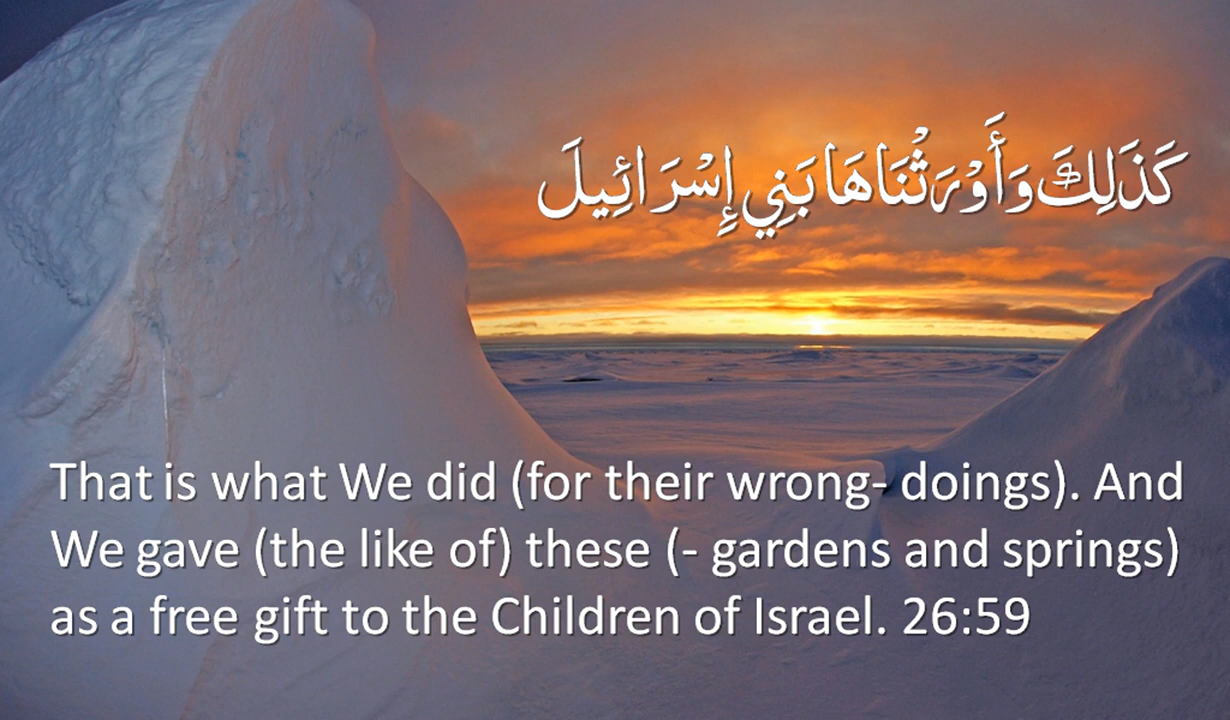 كَذَلِكَ وَأَوْرَثْنَاهَا بَنِي إِسْرَائِيلَ
That is what We did (for their wrong- doings). And
We gave (the like of) these (- gardens and springs)
as a free gift to the Children of Israel. 26:59